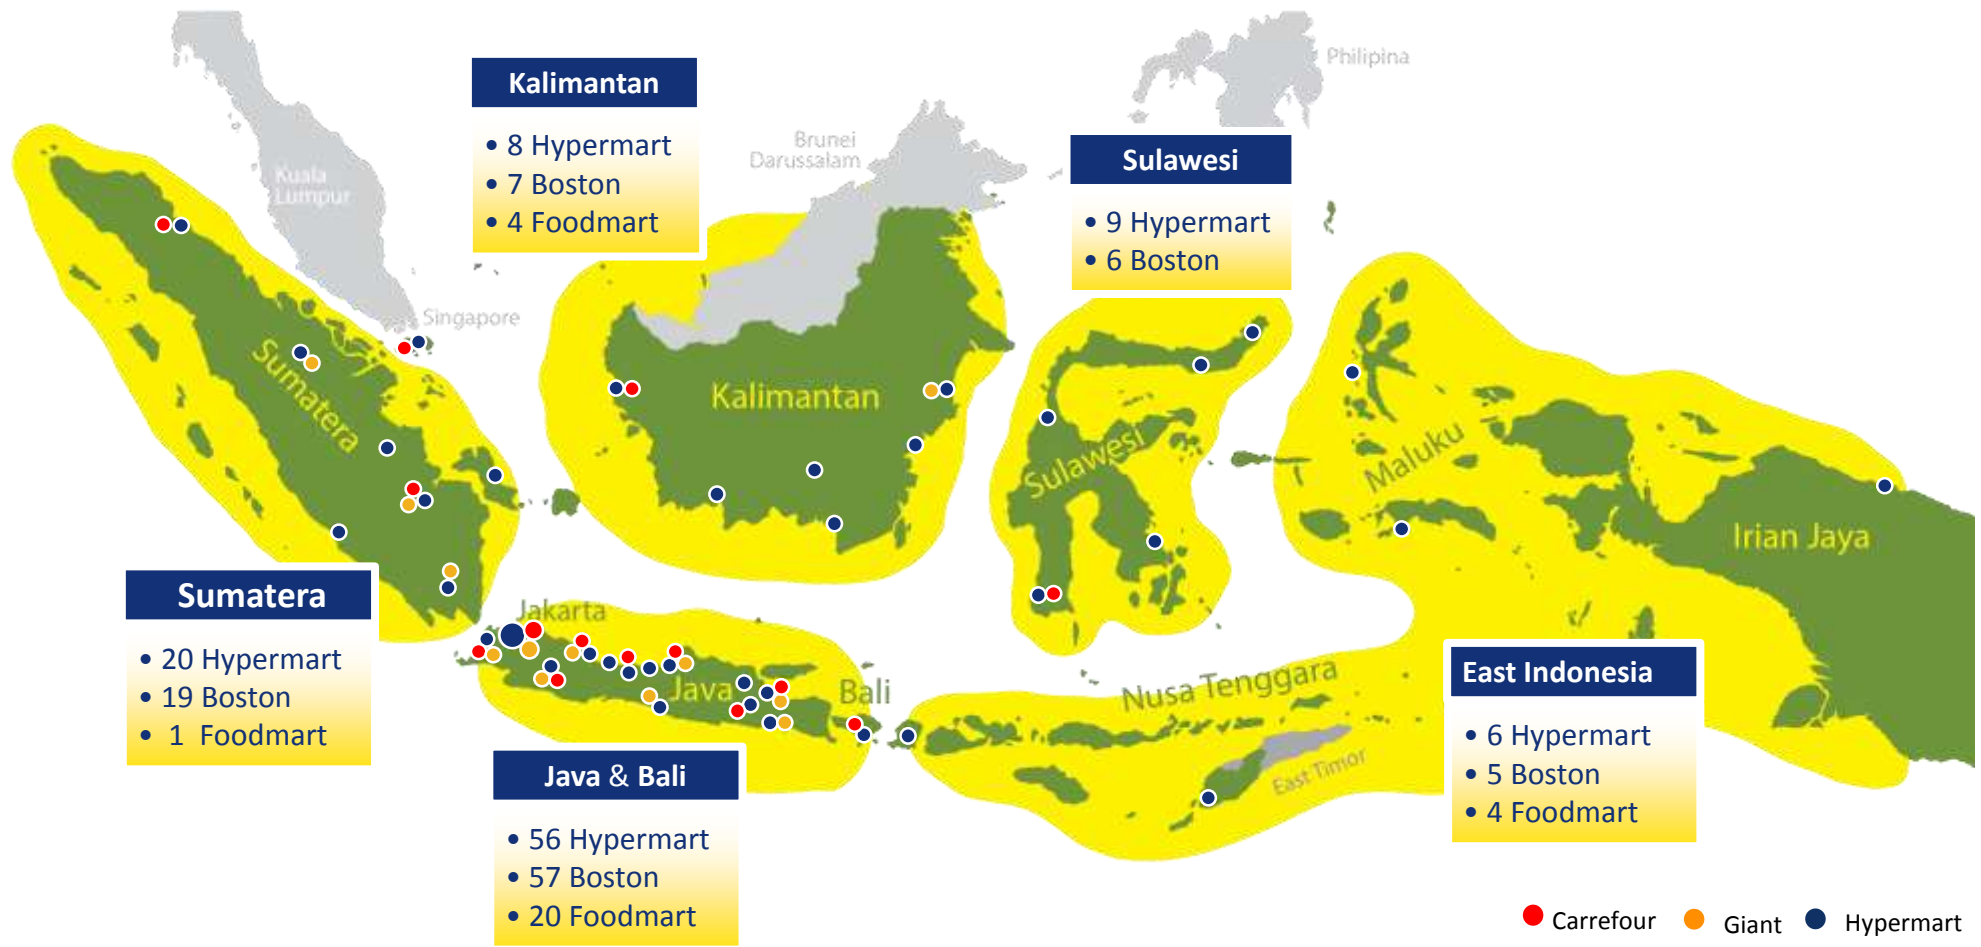 Philipina
Kalimantan
• 8 Hypermart
• 7 Boston
• 4 Foodmart
Brunei
Darussalam
Sulawesi
• 9 Hypermart
• 6 Boston
Kuala
Lumpur
Singapore
Sumatera
Kalimantan
Sulawesi
Maluku
Irian Jaya
Sumatera
• 20 Hypermart
• 19 Boston
• 1 Foodmart
Jakarta
Java
Bali
Nusa Tenggara
East Timor
East Indonesia
• 6 Hypermart
• 5 Boston
• 4 Foodmart
Java & Bali
• 56 Hypermart
• 57 Boston
• 20 Foodmart
Carrefour
Giant
Hypermart